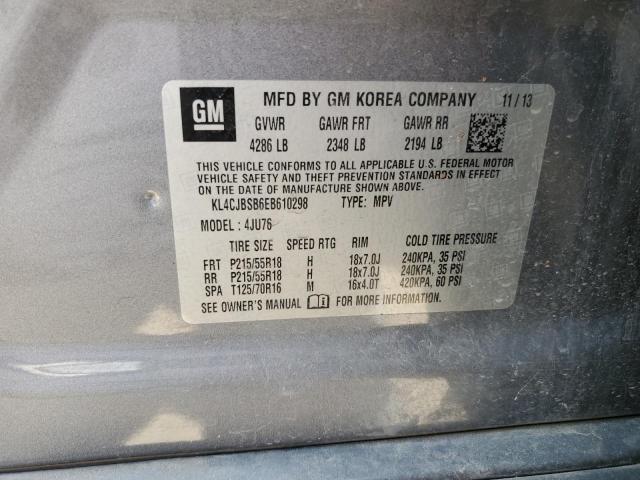 GM
MFD BY GM KOREA COMPANY 11/13
GVWR GAWR FRT GAWR RR
4286 LB 2348 LB 2194 LB
THIS VEHICLE CONFORMS TO ALL APPLICABLE U.S. FEDERAL MOTOR
VEHICLE SAFETY AND THEFT PREVENTION STANDARDS IN EFFECT ON
THE DATE OF MANUFACTURE SHOWN ABOVE.
KL4CJBSB6EB610298 TYPE: MPV
MODEL: 4JU76
TIRE SIZE SPEED RTG RIM COLD TIRE PRESSURE
FRT P215/55R18 H 18x7.0J 240KPA, 35 PSI
RR P215/55R18 H 18x7.0J 240KPA, 35 PSI
SPA T125/70R16 M 16x4.0T 420KPA, 60 PSI
SEE OWNER'S MANUAL FOR MORE INFORMATION.